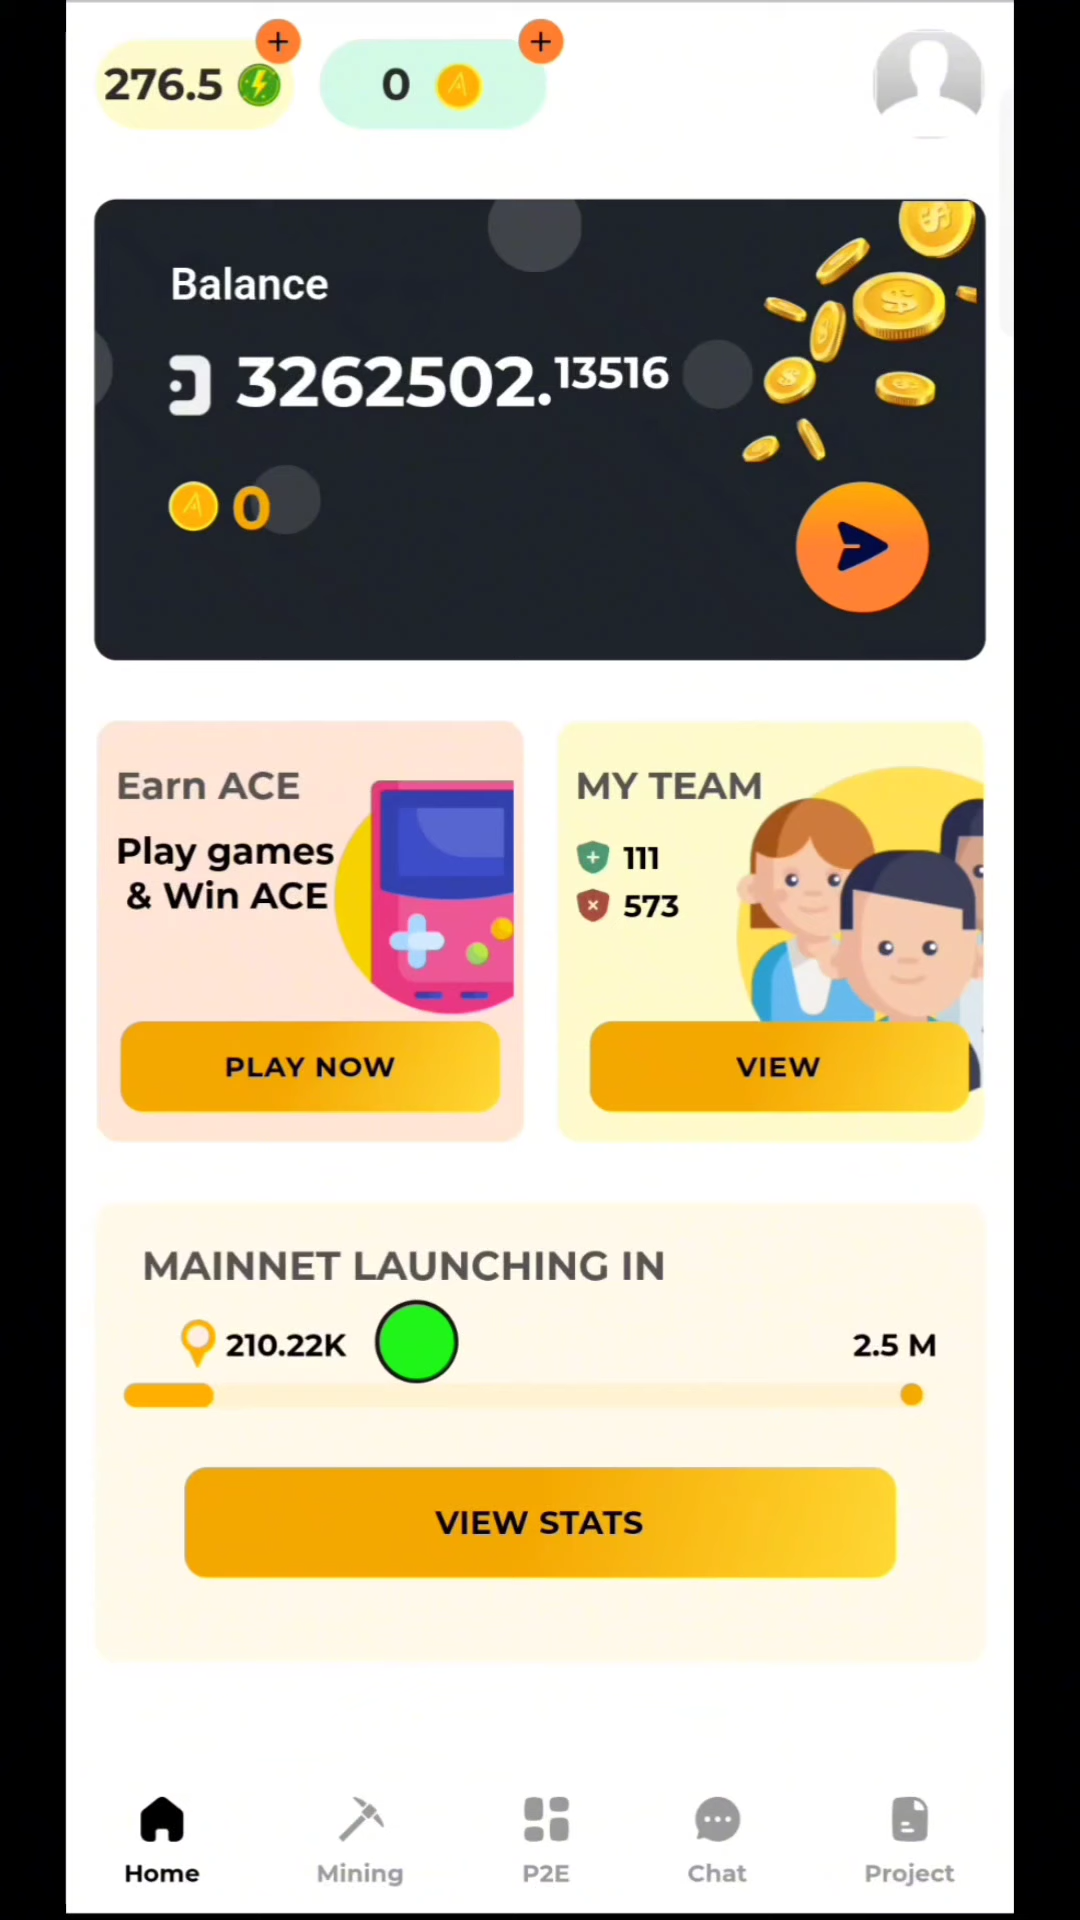 276.5
0
Balance
3262502.13516
0
Earn ACE
Play games
& Win ACE
PLAY NOW
MY TEAM
111
573
VIEW
MAINNET LAUNCHING IN
210.22K
2.5 M
VIEW STATS
Home
Mining
P2E
Chat
Project